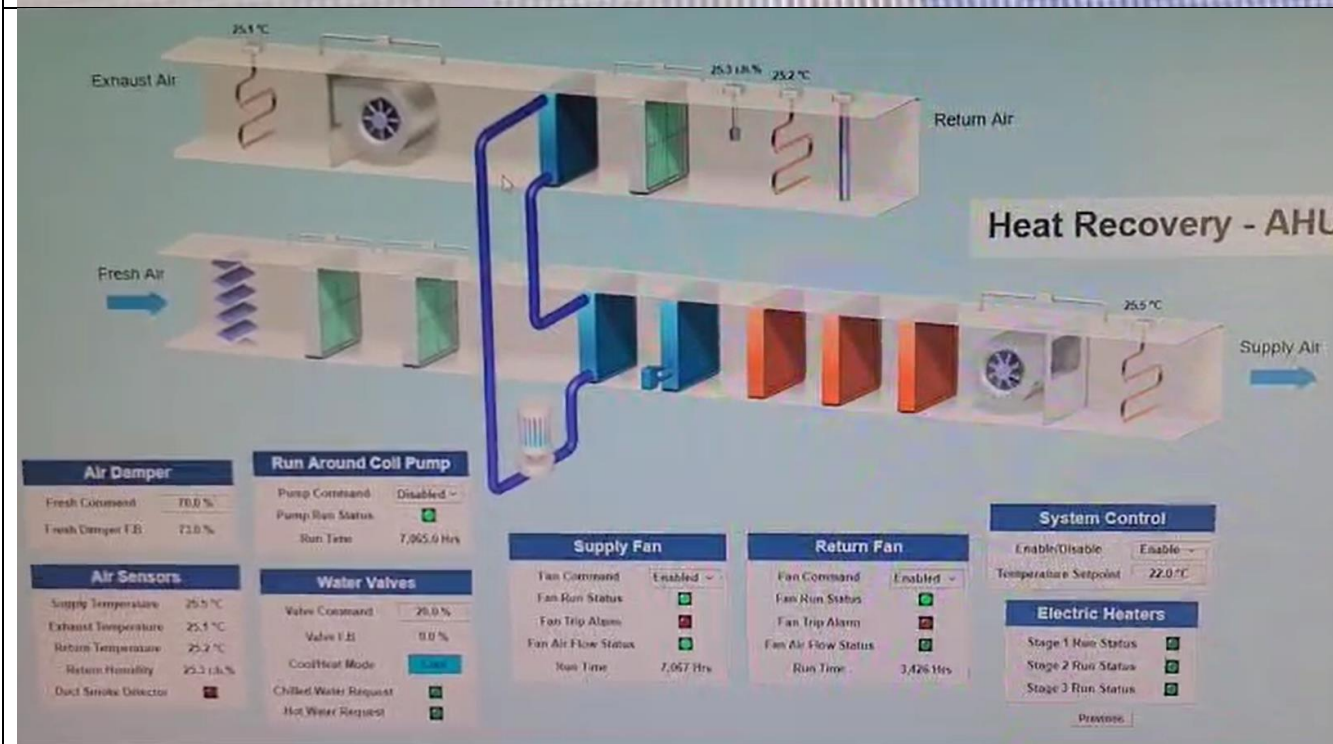 25.1 °C
Exhaust Air
25.3 r.h.%
25.2 °C
Return Air
Heat Recovery - AHU
Fresh Air
25.5 °C
Supply Air
Air Damper
Fresh Command 70.0 %
Fresh Damper F.B 73.0 %
Run Around Coil Pump
Pump Command Disabled
Pump Run Status
Run Time 7,065.0 Hrs
Air Sensors
Supply Temperature 25.5 °C
Exhaust Temperature 25.1 °C
Return Temperature 25.2 °C
Return Humidity 25.3 r.h.%
Duct Smoke Detector
Water Valves
Valve Command 20.0 %
Valve F.B 0.0 %
Cool/Heat Mode
Chilled Water Request
Hot Water Request
Supply Fan
Fan Command Enabled
Fan Run Status
Fan Trip Alarm
Fan Air Flow Status
Run Time 7,067 Hrs
Return Fan
Fan Command Enabled
Fan Run Status
Fan Trip Alarm
Fan Air Flow Status
Run Time 3,426 Hrs
System Control
Enable/Disable Enable
Temperature Setpoint 22.0 °C
Electric Heaters
Stage 1 Run Status
Stage 2 Run Status
Stage 3 Run Status
Previous